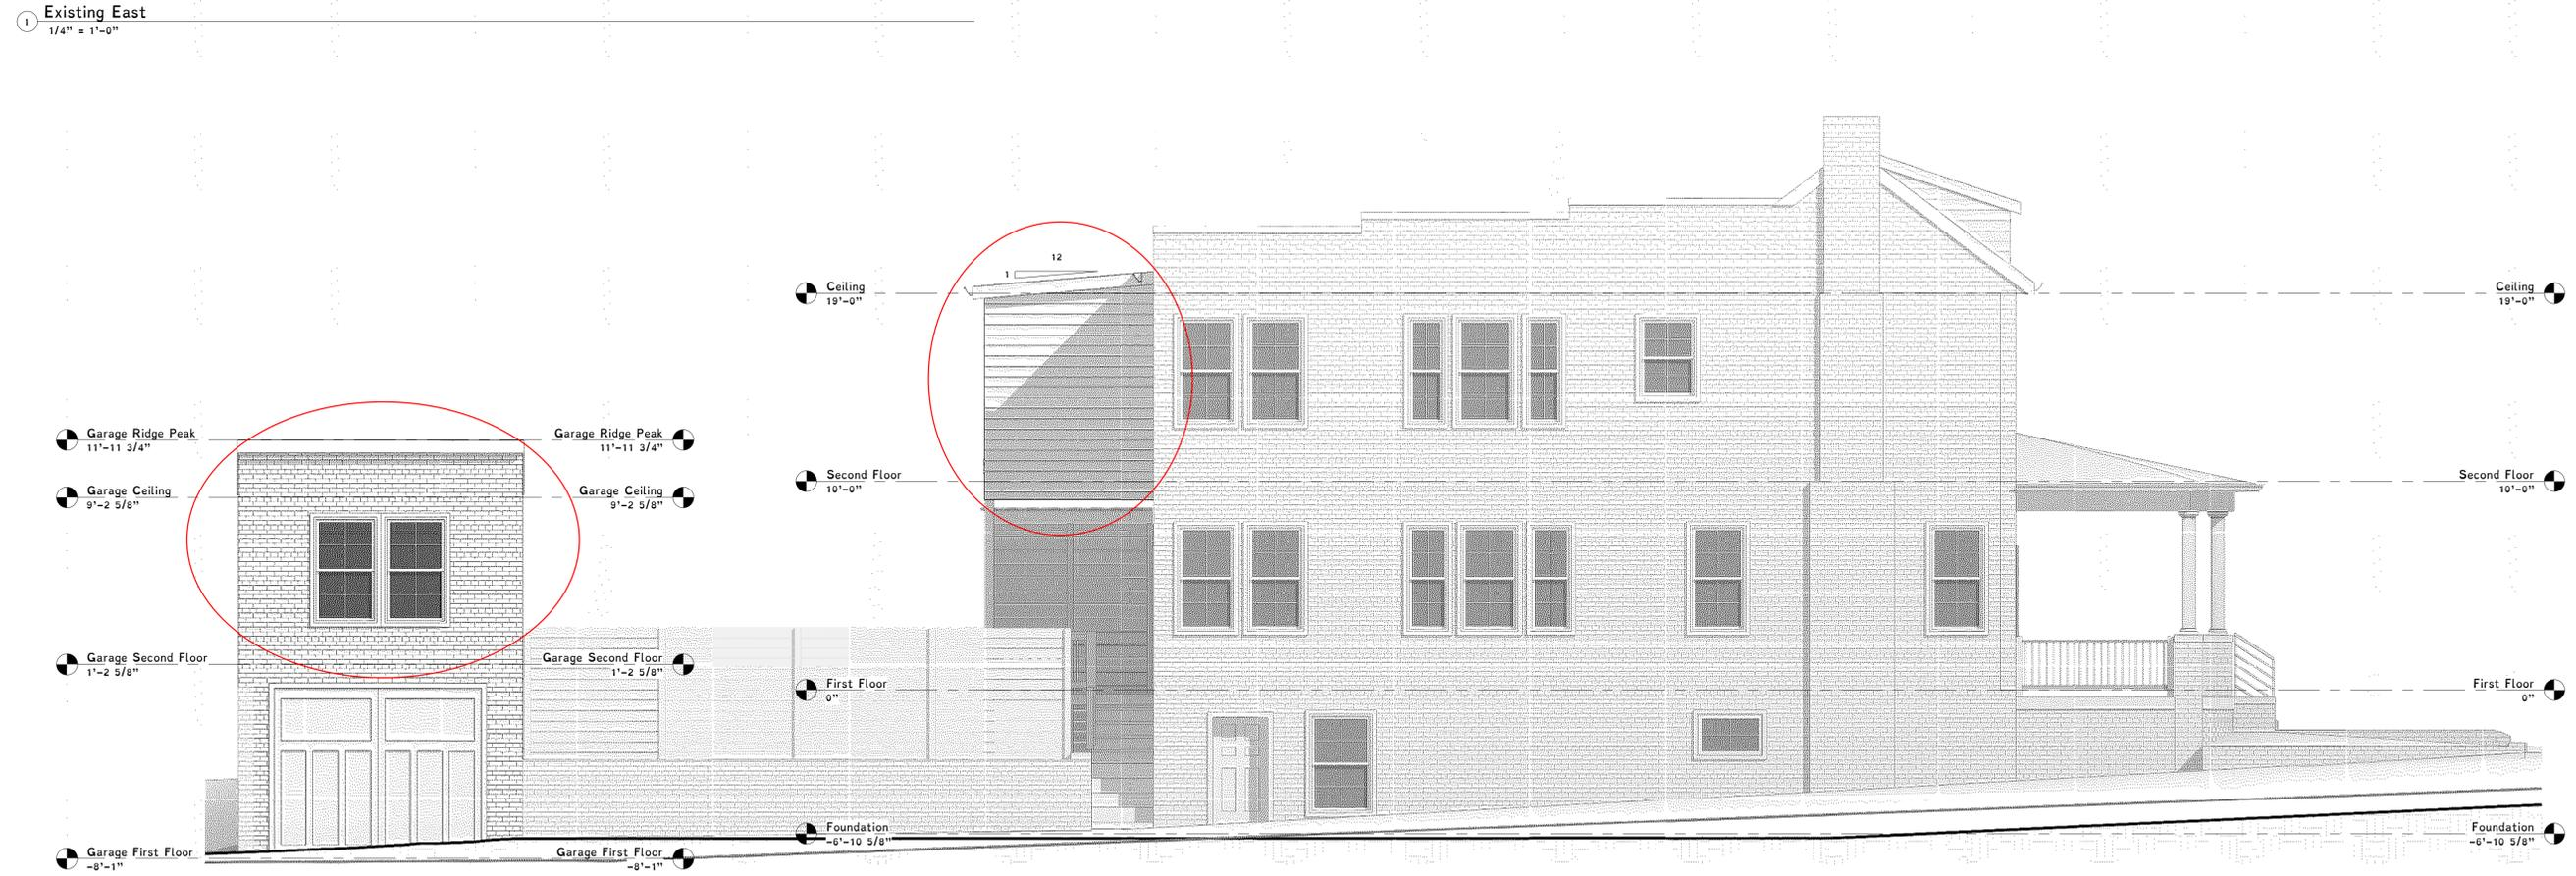 1
Existing East
1/4" = 1'-0"
12
1
Ceiling
19'-0"
Ceiling
19'-0"
Garage Ridge Peak
11'-11 3/4"
Garage Ridge Peak
11'-11 3/4"
Second Floor
10'-0"
Second Floor
10'-0"
Garage Ceiling
9'-2 5/8"
Garage Ceiling
9'-2 5/8"
Garage Second Floor
1'-2 5/8"
Garage Second Floor
1'-2 5/8"
First Floor
0"
First Floor
0"
Foundation
-6'-10 5/8"
Foundation
-6'-10 5/8"
Garage First Floor
-8'-1"
Garage First Floor
-8'-1"